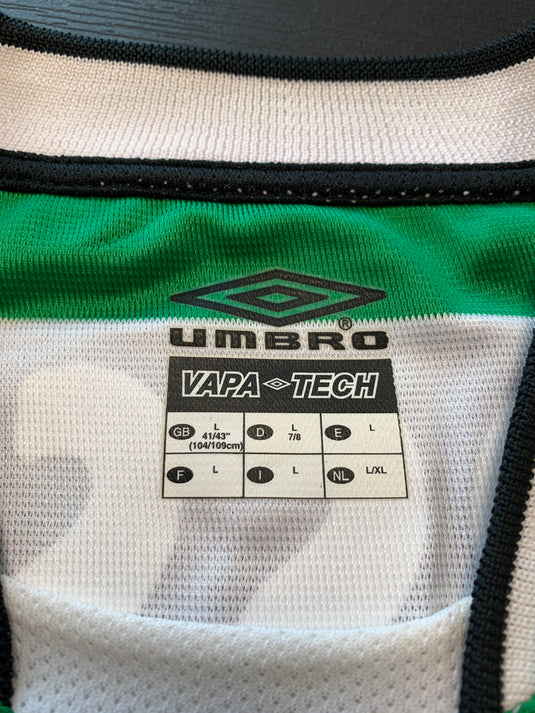 UMBRO®
VAPA TECH
GB L 41/43" (104/109cm)
D L 7/8
E L
F L
I L
NL L/XL